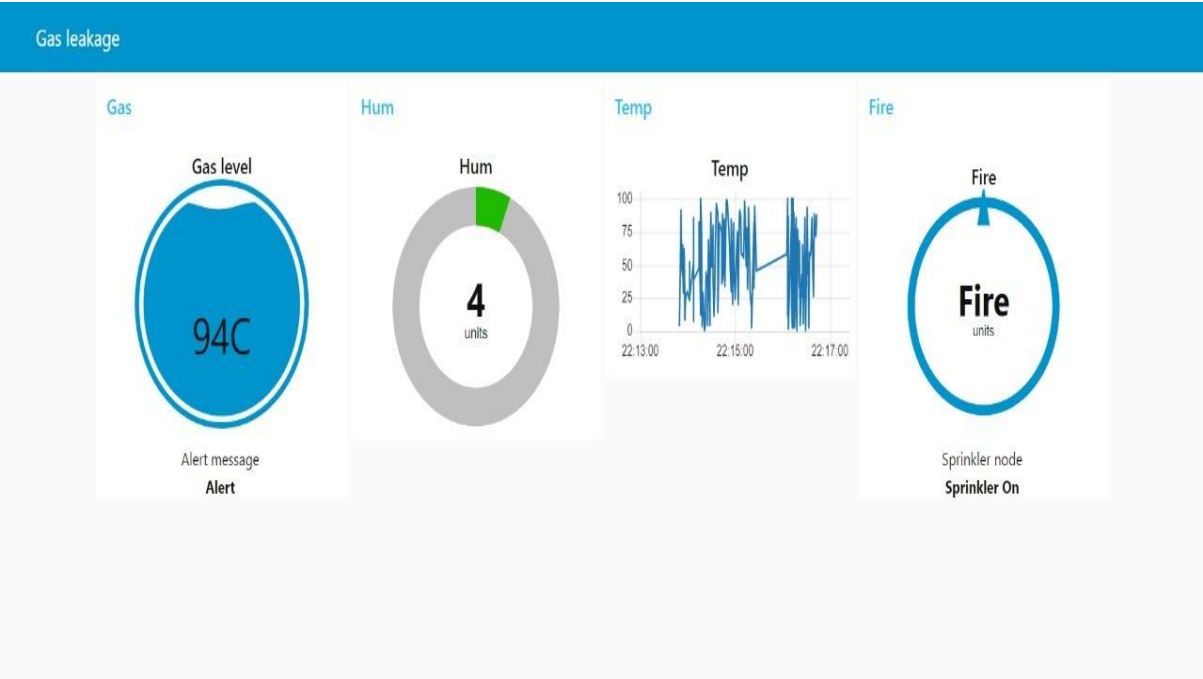 Gas leakage
Gas
Gas level
94C
Alert message
Alert
Hum
Hum
4
units
Temp
Temp
100
75
50
25
0
22:13:00 22:15:00 22:17:00
Fire
Fire
Fire
units
Sprinkler node
Sprinkler On